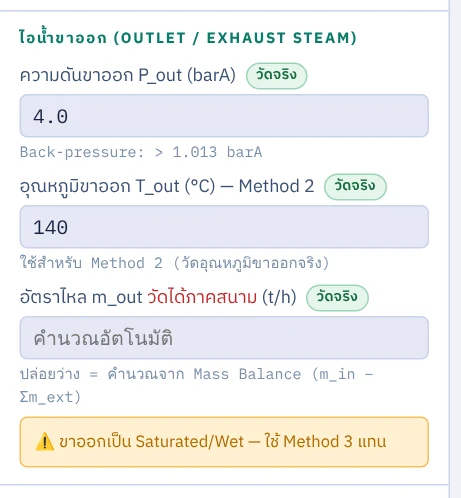 ไอน้ำขาออก (OUTLET / EXHAUST STEAM)
ความดันขาออก P_out (barA) วัดจริง
4.0
Back-pressure: > 1.013 barA
อุณหภูมิขาออก T_out (°C) — Method 2 วัดจริง
140
ใช้สำหรับ Method 2 (วัดอุณหภูมิขาออกจริง)
อัตราไหล m_out วัดได้ภาคสนาม (t/h) วัดจริง
คำนวณอัตโนมัติ
ปล่อยว่าง = คำนวณจาก Mass Balance (m_in −
Σm_ext)
⚠️ ขาออกเป็น Saturated/Wet — ใช้ Method 3 แทน